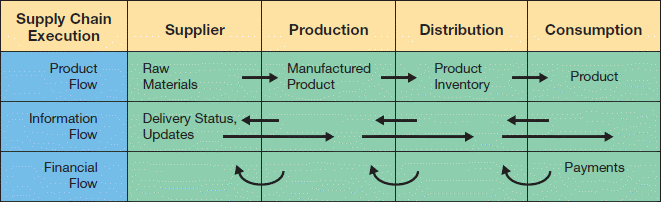 Supply Chain
Execution
Supplier
Production
Distribution
Consumption
Product
Flow
Raw
Materials
Manufactured
Product
Product
Inventory
Product
Information
Flow
Delivery Status,
Updates
Financial
Flow
Payments